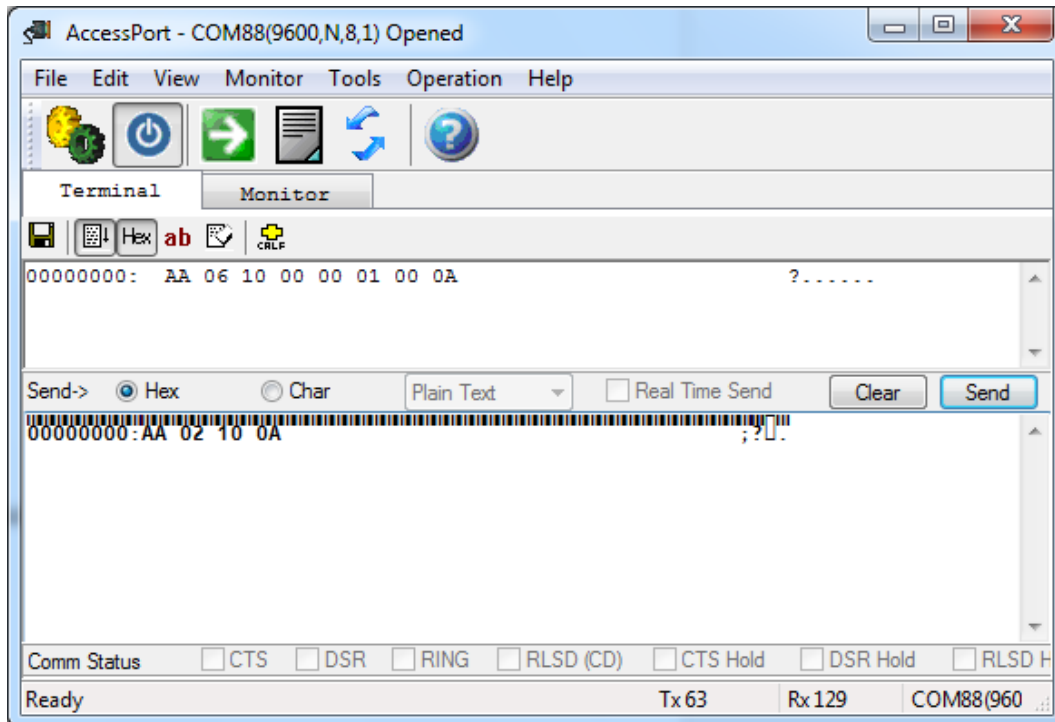 AccessPort - COM88(9600,N,8,1) Opened
File Edit View Monitor Tools Operation Help
Terminal Monitor
Hex ab CRLF
00000000: AA 06 10 00 00 01 00 0A ?......
Send-> Hex Char Plain Text Real Time Send Clear Send
00000000:AA 02 10 0A ;?▯.
Comm Status CTS DSR RING RLSD (CD) CTS Hold DSR Hold RLSD H
Ready Tx 63 Rx 129 COM88(960